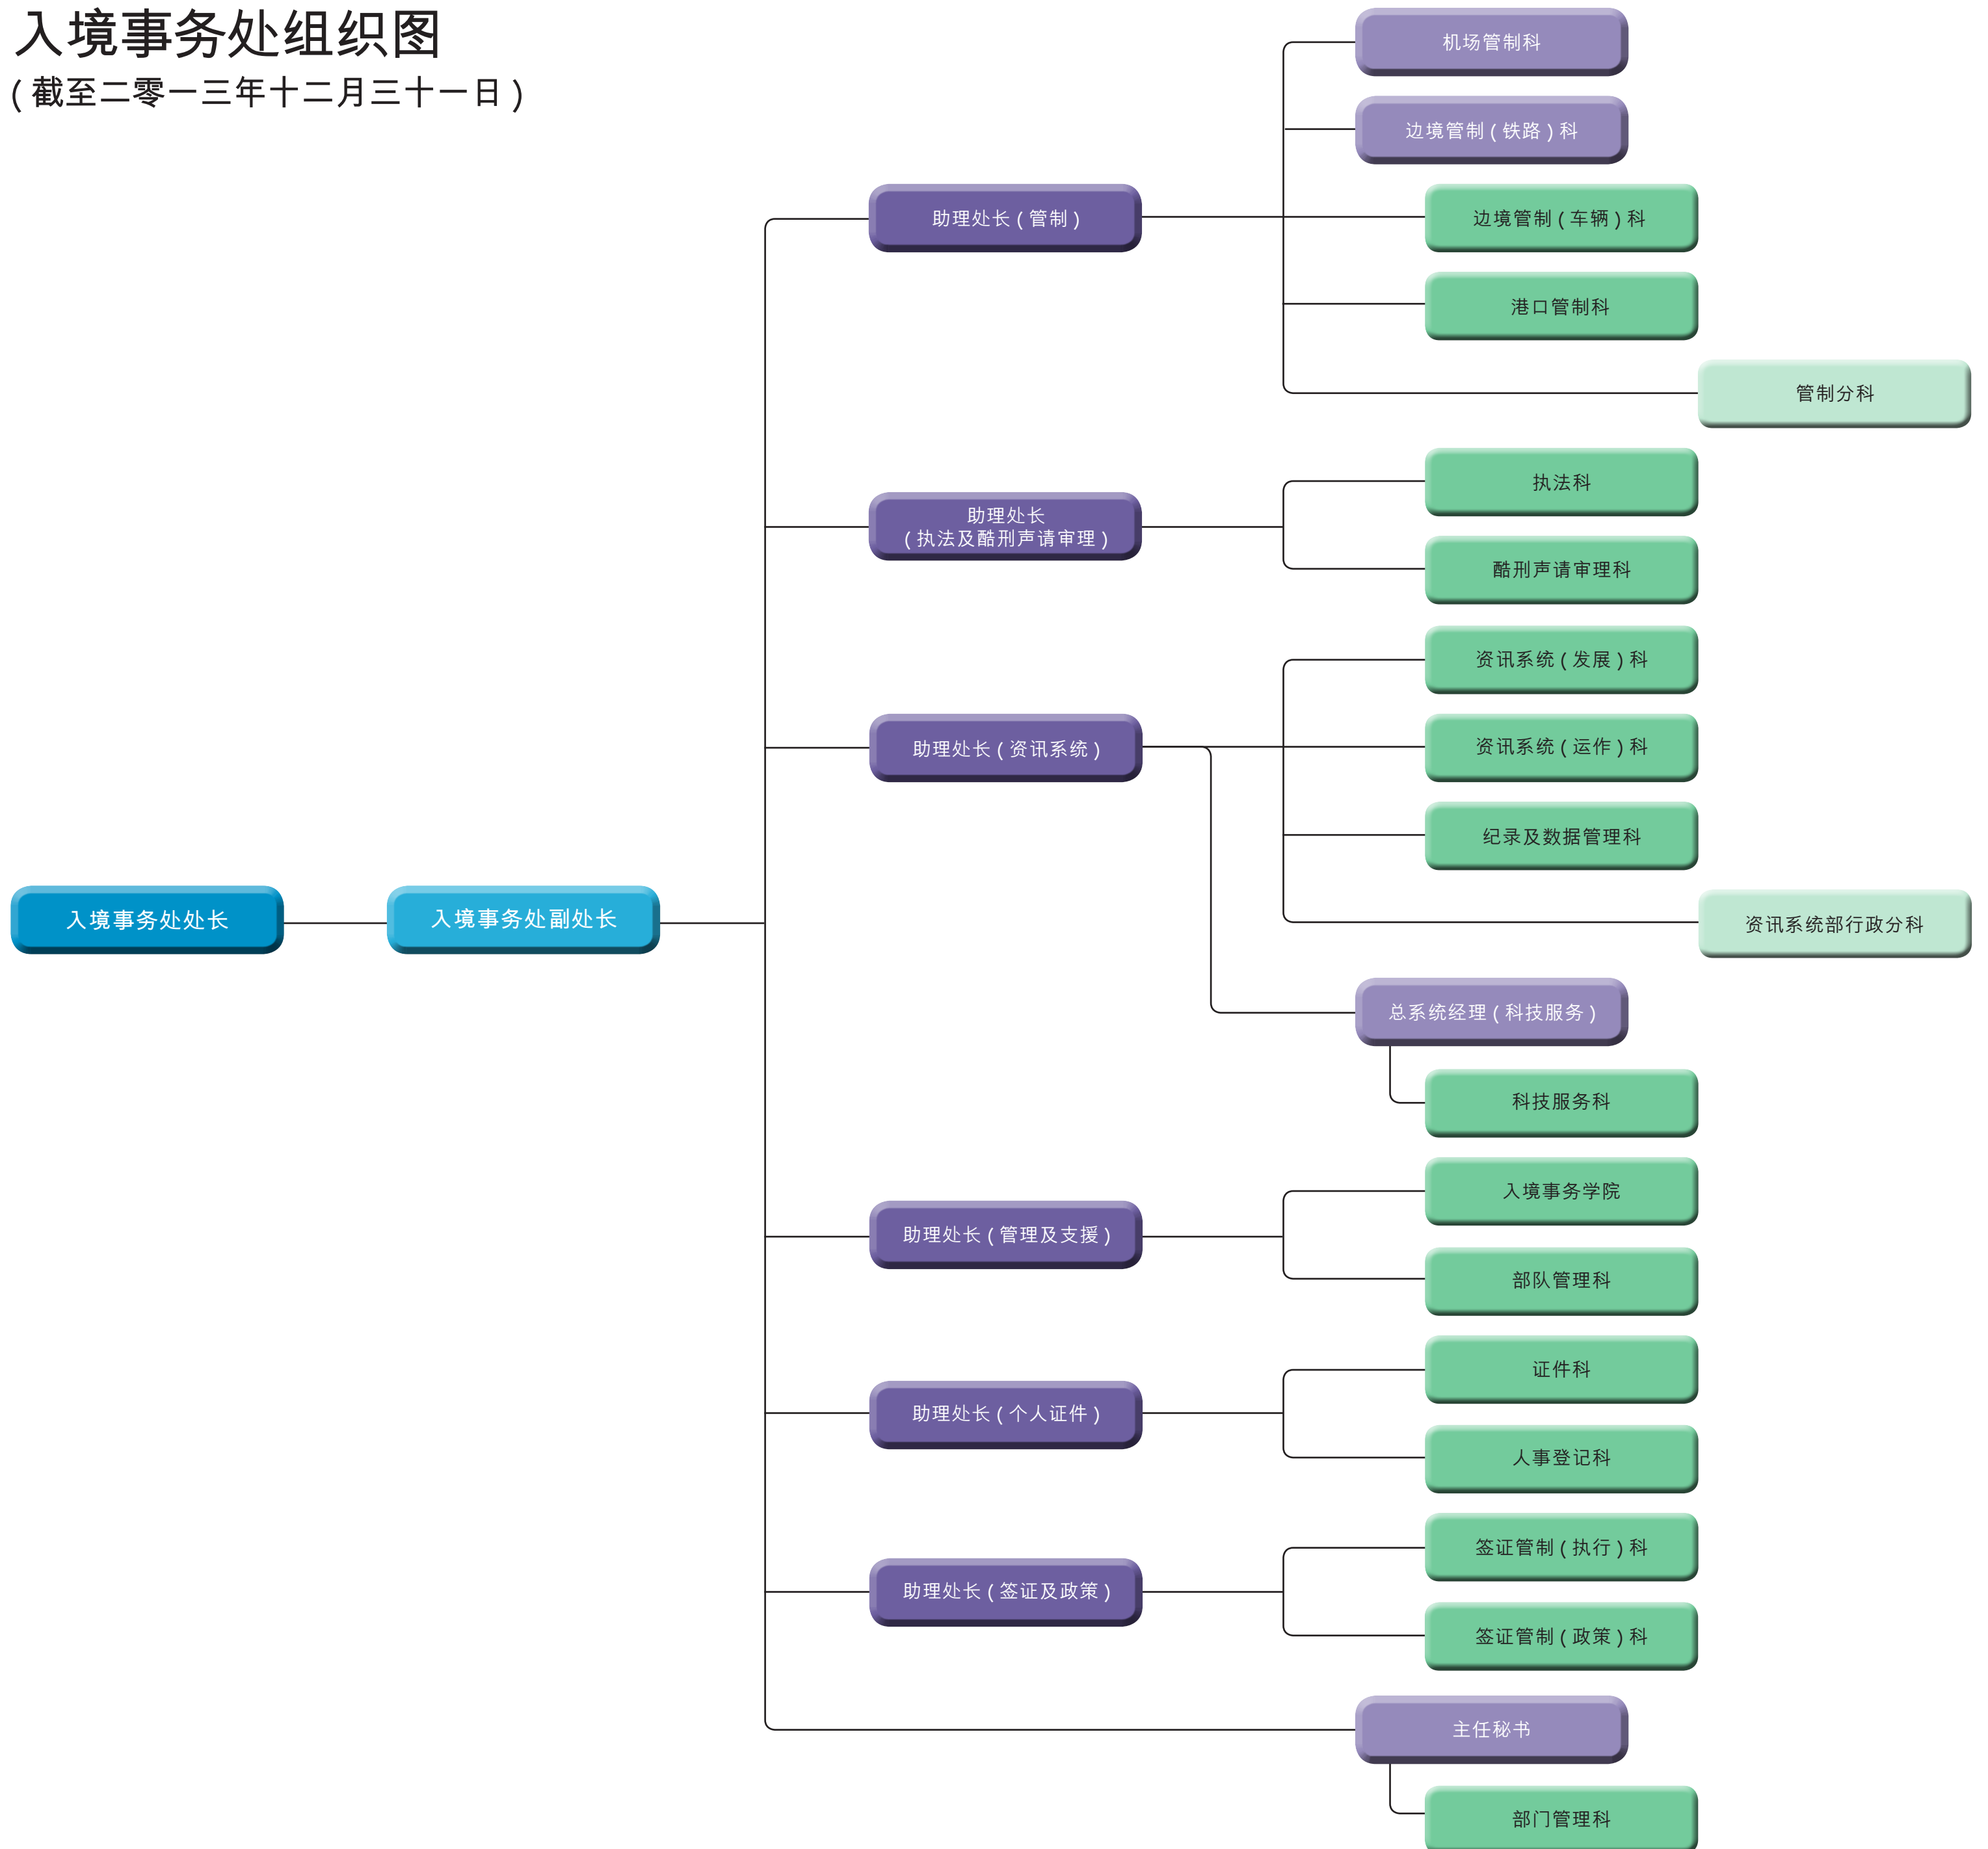 入境事务处组织图
(截至二零一三年十二月三十一日)
入境事务处处长
入境事务处副处长
助理处长(管制)
机场管制科
边境管制(铁路)科
边境管制(车辆)科
港口管制科
管制分科
助理处长
(执法及酷刑声请审理)
执法科
酷刑声请审理科
助理处长(资讯系统)
资讯系统(发展)科
资讯系统(运作)科
纪录及数据管理科
资讯系统部行政分科
总系统经理(科技服务)
科技服务科
助理处长(管理及支援)
入境事务学院
部队管理科
助理处长(个人证件)
证件科
人事登记科
助理处长(签证及政策)
签证管制(执行)科
签证管制(政策)科
主任秘书
部门管理科